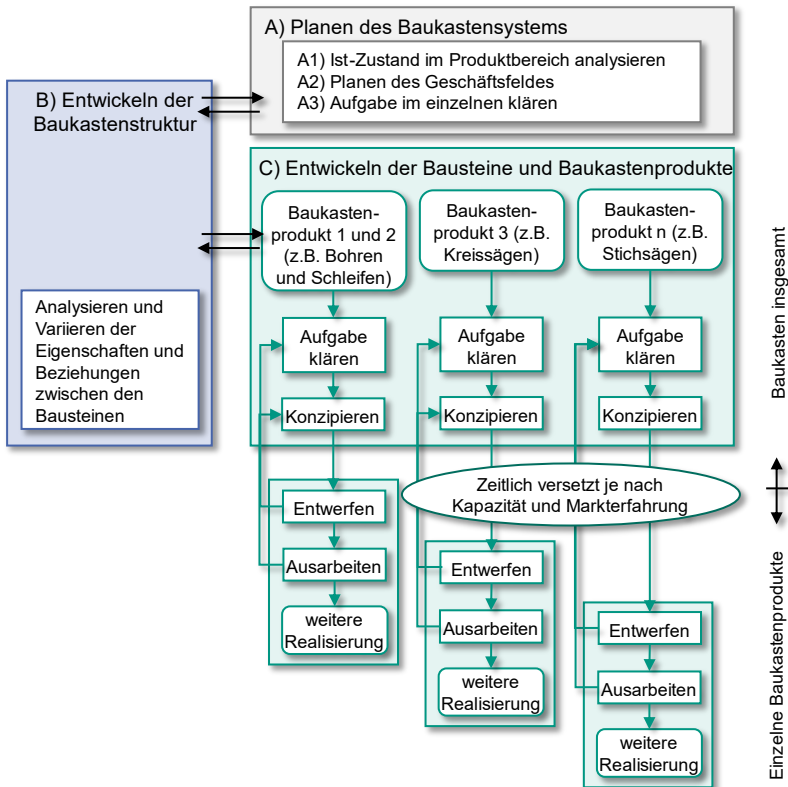 A) Planen des Baukastensystems
A1) Ist-Zustand im Produktbereich analysieren
A2) Planen des Geschäftsfeldes
A3) Aufgabe im einzelnen klären
B) Entwickeln der
Baukastenstruktur
Analysieren und
Variieren der
Eigenschaften und
Beziehungen
zwischen den
Bausteinen
C) Entwickeln der Bausteine und Baukastenprodukte
Baukasten-
produkt 1 und 2
(z.B. Bohren
und Schleifen)
Aufgabe
klären
Konzipieren
Entwerfen
Ausarbeiten
weitere
Realisierung
Baukasten-
produkt 3 (z.B.
Kreissägen)
Aufgabe
klären
Konzipieren
Entwerfen
Ausarbeiten
weitere
Realisierung
Baukasten-
produkt n (z.B.
Stichsägen)
Aufgabe
klären
Konzipieren
Entwerfen
Ausarbeiten
weitere
Realisierung
Zeitlich versetzt je nach
Kapazität und Markterfahrung
Baukasten insgesamt
Einzelne Baukastenprodukte